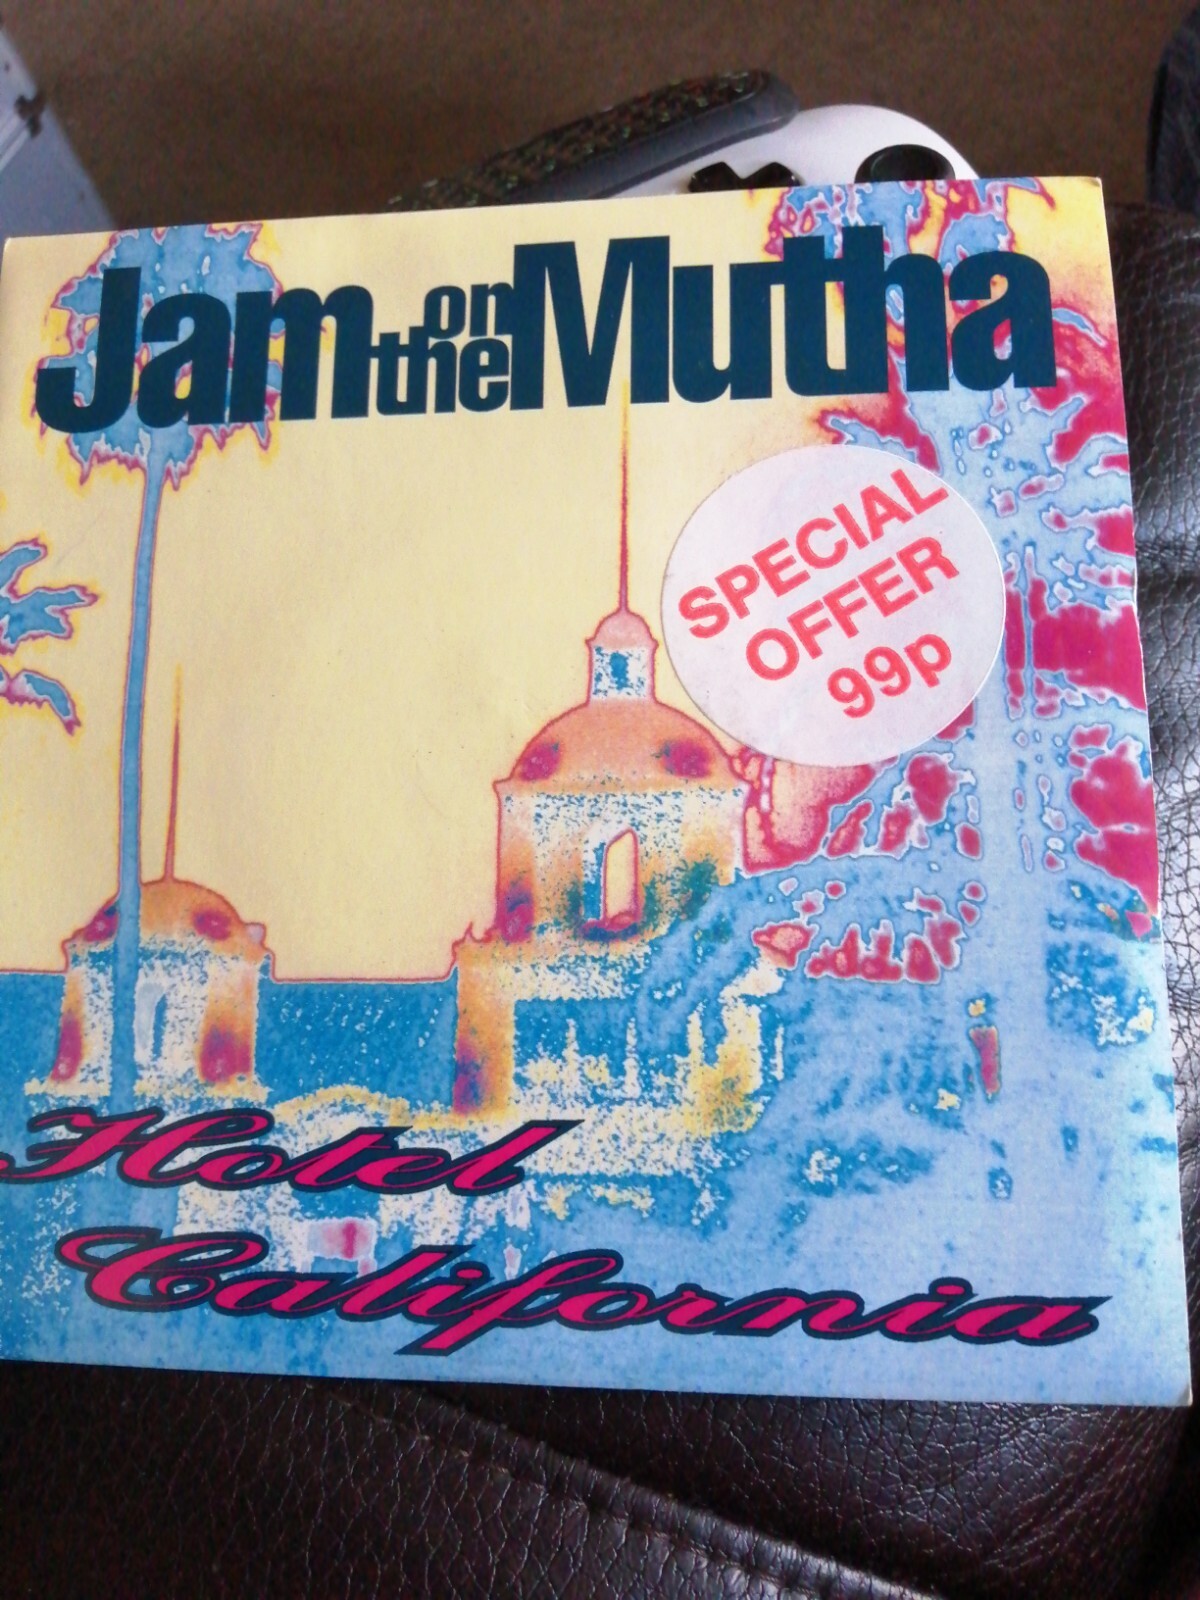 Jam on the Mutha
SPECIAL
OFFER
99p
Hotel
California